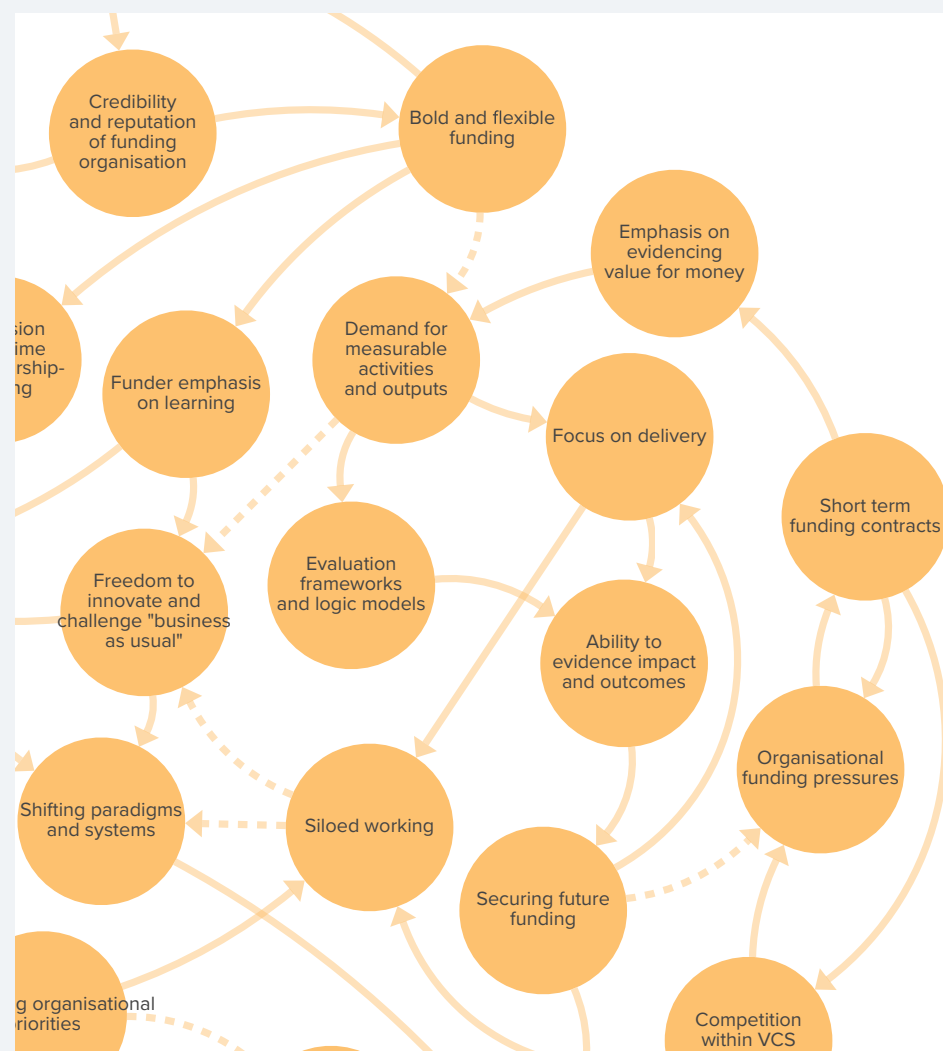 Credibility
and reputation
of funding
organisation
Bold and flexible
funding
Emphasis on
evidencing
value for money
Demand for
measurable
activities
and outputs
Funder emphasis
on learning
Focus on delivery
Short term
funding contracts
Evaluation
frameworks
and logic models
Freedom to
innovate and
challenge "business
as usual"
Ability to
evidence impact
and outcomes
Organisational
funding pressures
Shifting paradigms
and systems
Siloed working
Securing future
funding
organisational
Competition
within VCS